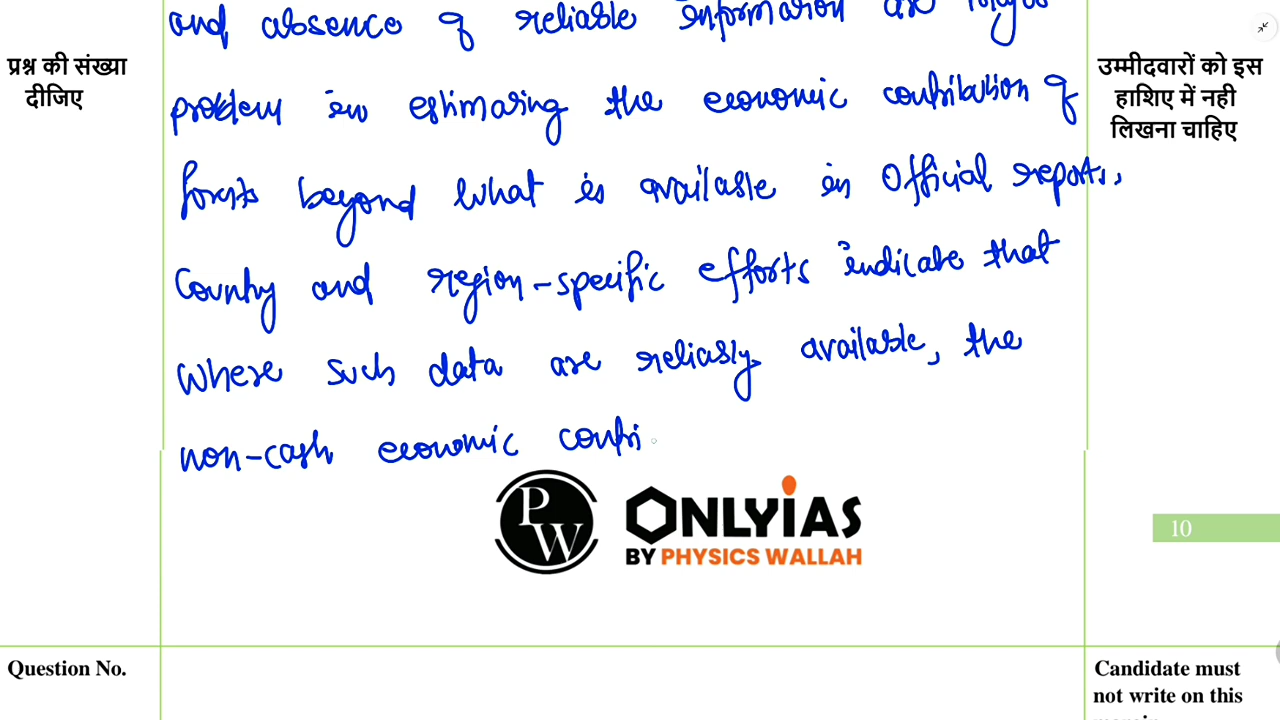 and absence of reliable information are major
प्रश्न की संख्या
दीजिए
problem in estimating the economic contribution of
forests beyond what is available in Official reports.
Country and region-specific efforts indicate that
Where such data are reliably available, the
non-cash economic contri
उम्मीदवारों को इस
हाशिए में नही
लिखना चाहिए
PW
ONLYIAS
BY PHYSICS WALLAH
10
Question No.
Candidate must
not write on this